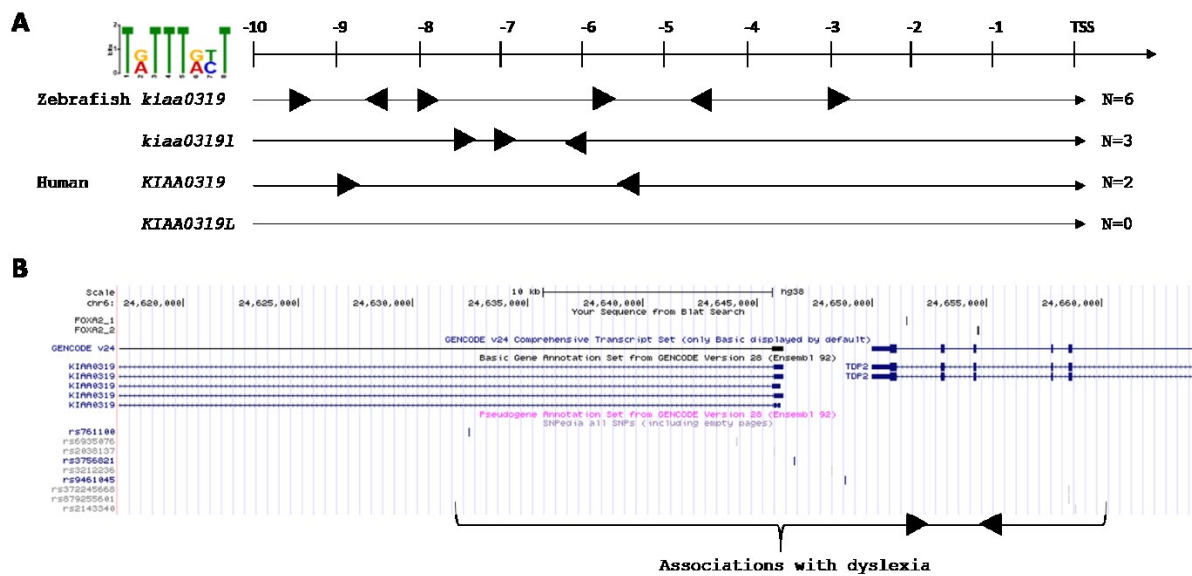 A
-10 -9 -8 -7 -6 -5 -4 -3 -2 -1 TSS
Zebrafish kiaa0319 N=6
kiaa0319l N=3
Human KIAA0319 N=2
KIAA0319L N=0
B
Scale 10 kb hg38
chr6: 24,620,000 24,625,000 24,630,000 24,635,000 24,640,000 24,645,000 24,650,000 24,655,000 24,660,000
Your Sequence from Blat Search
FOXA2_1
FOXA2_2
GENCODE v24 Comprehensive Transcript Set (only Basic displayed by default)
GENCODE v24
Basic Gene Annotation Set from GENCODE Version 28 (Ensembl 92)
KIAA0319 TDP2
KIAA0319 TDP2
KIAA0319
KIAA0319
KIAA0319
Pseudogene Annotation Set from GENCODE Version 28 (Ensembl 92)
SNPedia all SNPs (including empty pages)
rs761100
rs6935076
rs2038137
rs3756821
rs3212236
rs9461045
rs372245668
rs879255601
rs2143340
Associations with dyslexia